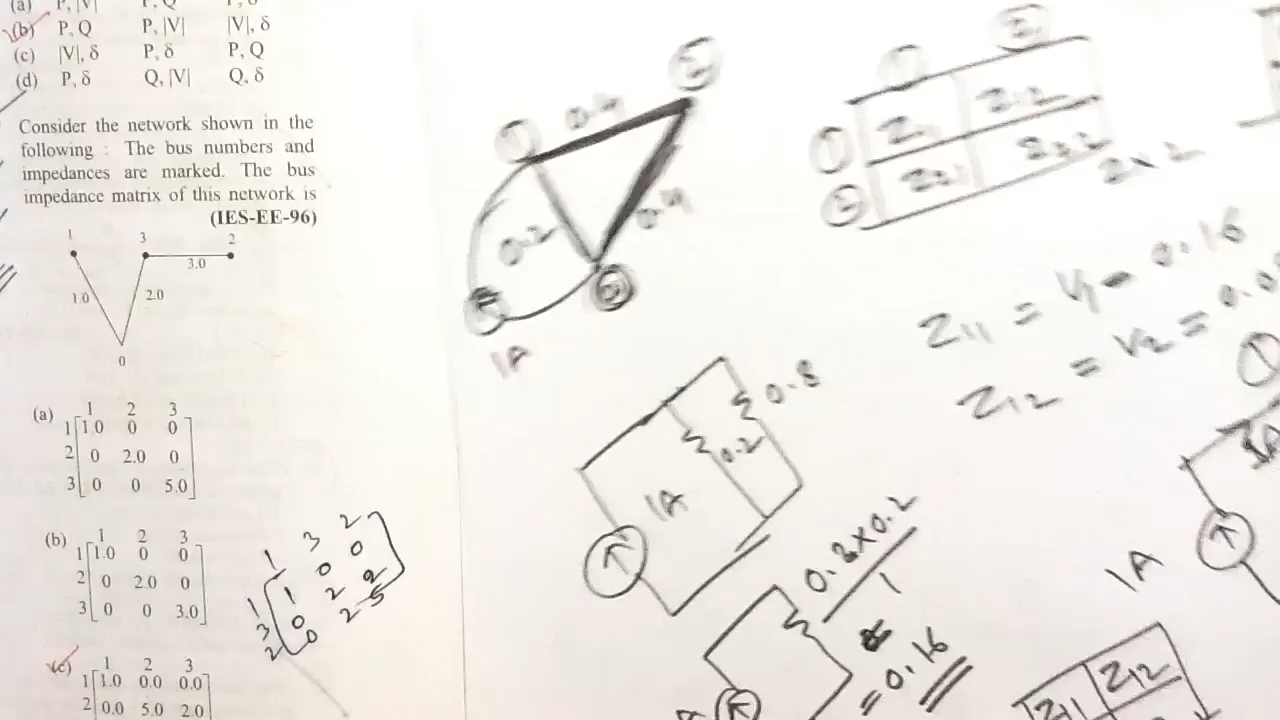 (a) P, |V| P, Q P, δ
(b) P, Q P, |V| |V|, δ
(c) |V|, δ P, δ P, Q
(d) P, δ Q, |V| Q, δ
Consider the network shown in the
following : The bus numbers and
impedances are marked. The bus
impedance matrix of this network is
(IES-EE-96)
1 3 2
3.0
1.0 2.0
0
(a)
1 2 3
1 1.0 0 0
2 0 2.0 0
3 0 0 5.0
(b)
1 2 3
1 1.0 0 0
2 0 2.0 0
3 0 0 3.0
(c)
1 2 3
1 1.0 0.0 0.0
2 0.0 5.0 2.0
1 3 2
1 1 0 0
3 0 2 2
2 0 2 5
1 0.4 2
0.2 0.4
1A
1 2
1 Z11 Z12
2 Z21 Z22
2×2
Z11 = V1 - 0.16
Z12 = V2 = 0.0
0.8
0.2
1A
0.8×0.2
1
= 0.16
1
1A
Z11 Z12